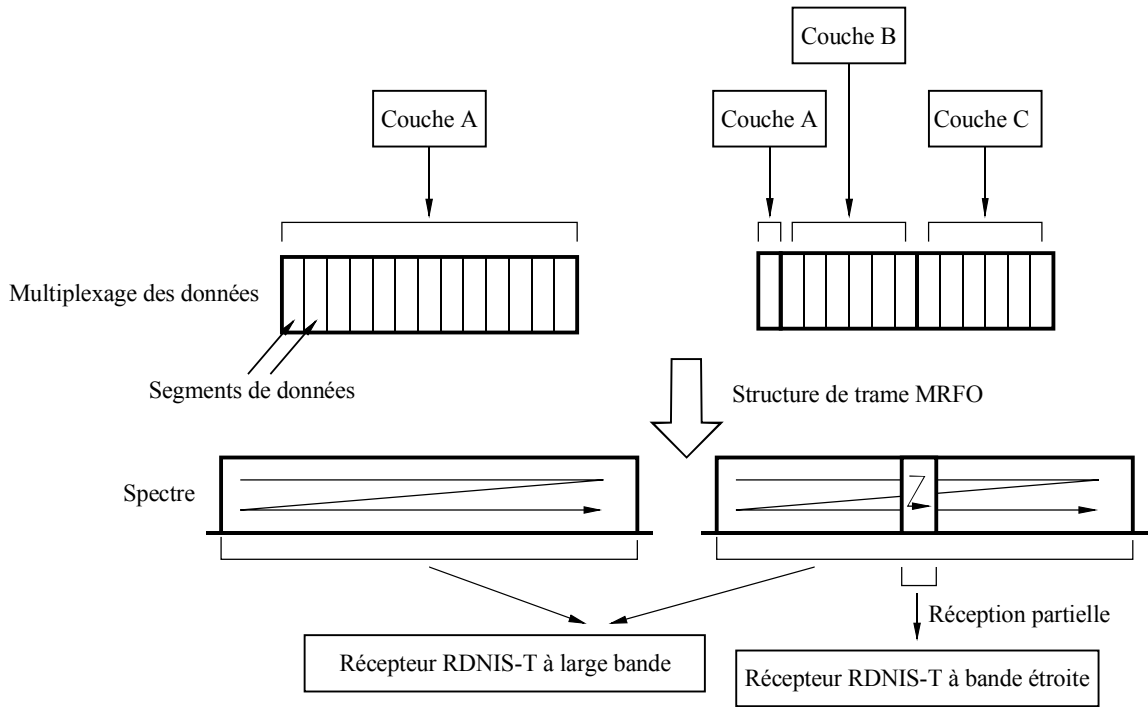 Couche B
Couche A
Couche A
Couche C
Multiplexage des données
Segments de données
Structure de trame MRFO
Spectre
Réception partielle
Récepteur RDNIS-T à large bande
Récepteur RDNIS-T à bande étroite